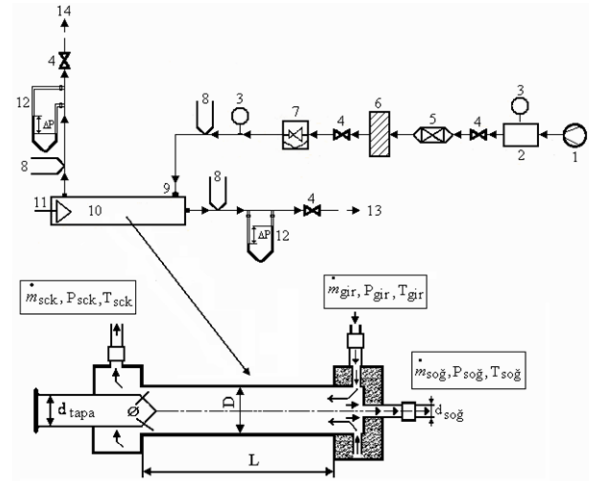 14
4
12
ΔP
8
11
10
9
8
3
7
4
6
5
4
3
2
1
8
ΔP
12
4
13
ṁsck, Psck, Tsck
ṁgir, Pgir, Tgir
ṁsoğ, Psoğ, Tsoğ
dtapa
Ø
D
dsoğ
L